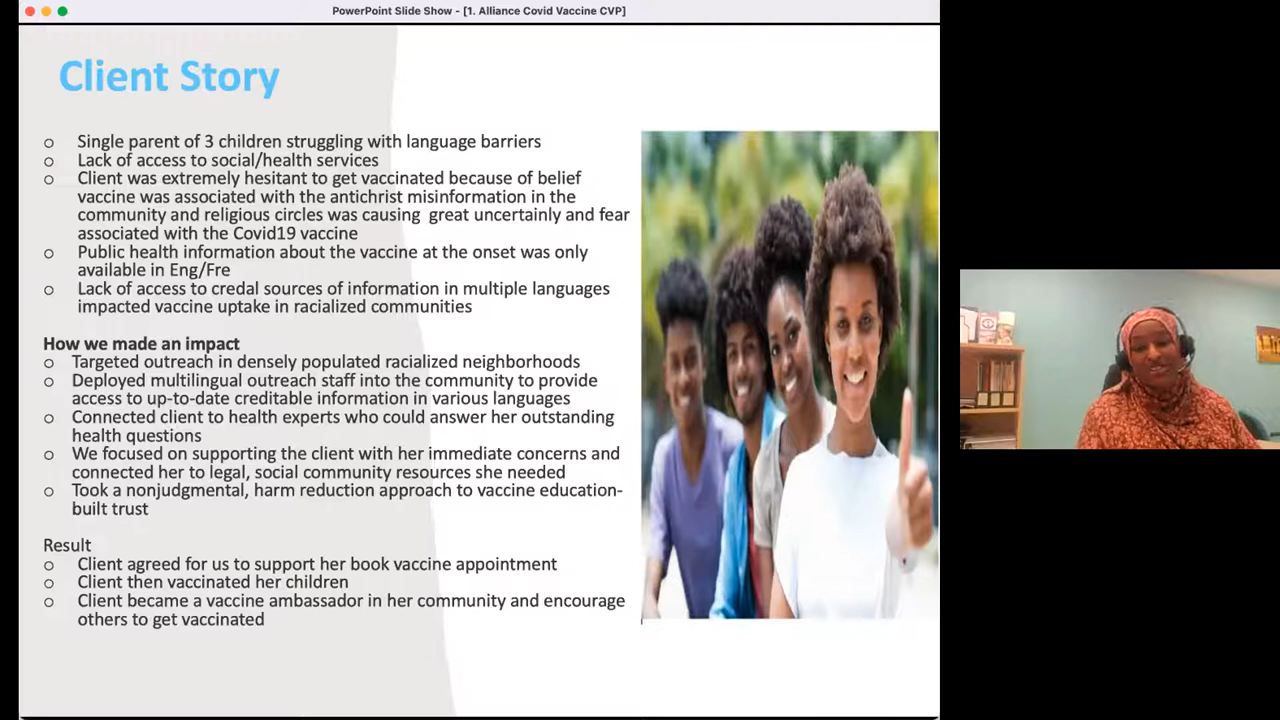 PowerPoint Slide Show - [1. Alliance Covid Vaccine CVP]
Client Story
o Single parent of 3 children struggling with language barriers
o Lack of access to social/health services
o Client was extremely hesitant to get vaccinated because of belief
vaccine was associated with the antichrist misinformation in the
community and religious circles was causing great uncertainly and fear
associated with the Covid19 vaccine
o Public health information about the vaccine at the onset was only
available in Eng/Fre
o Lack of access to credal sources of information in multiple languages
impacted vaccine uptake in racialized communities
How we made an impact
o Targeted outreach in densely populated racialized neighborhoods
o Deployed multilingual outreach staff into the community to provide
access to up-to-date creditable information in various languages
o Connected client to health experts who could answer her outstanding
health questions
o We focused on supporting the client with her immediate concerns and
connected her to legal, social community resources she needed
o Took a nonjudgmental, harm reduction approach to vaccine education-
built trust
Result
o Client agreed for us to support her book vaccine appointment
o Client then vaccinated her children
o Client became a vaccine ambassador in her community and encourage
others to get vaccinated